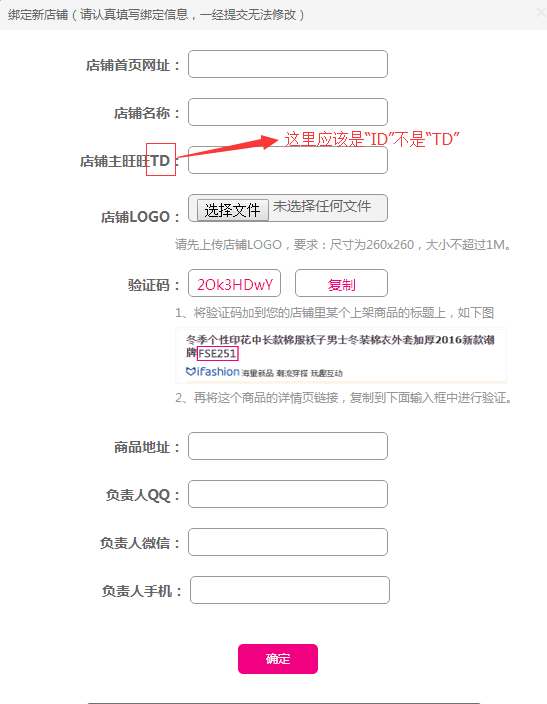 绑定新店铺（请认真填写绑定信息，一经提交无法修改）
店铺首页网址：
店铺名称：
这里应该是“ID”不是“TD”
店铺主旺旺TD：
店铺LOGO：
选择文件 未选择任何文件
请先上传店铺LOGO，要求：尺寸为260x260，大小不超过1M。
验证码：
2Ok3HDwY
复制
1、将验证码加到您的店铺里某个上架商品的标题上，如下图
冬季个性印花中长款棉服袄子男士冬装棉衣外套加厚2016新款潮
牌FSE251
ifashion 海量新品 潮流穿搭 玩趣互动
2、再将这个商品的详情页链接，复制到下面输入框中进行验证。
商品地址：
负责人QQ：
负责人微信：
负责人手机：
确定